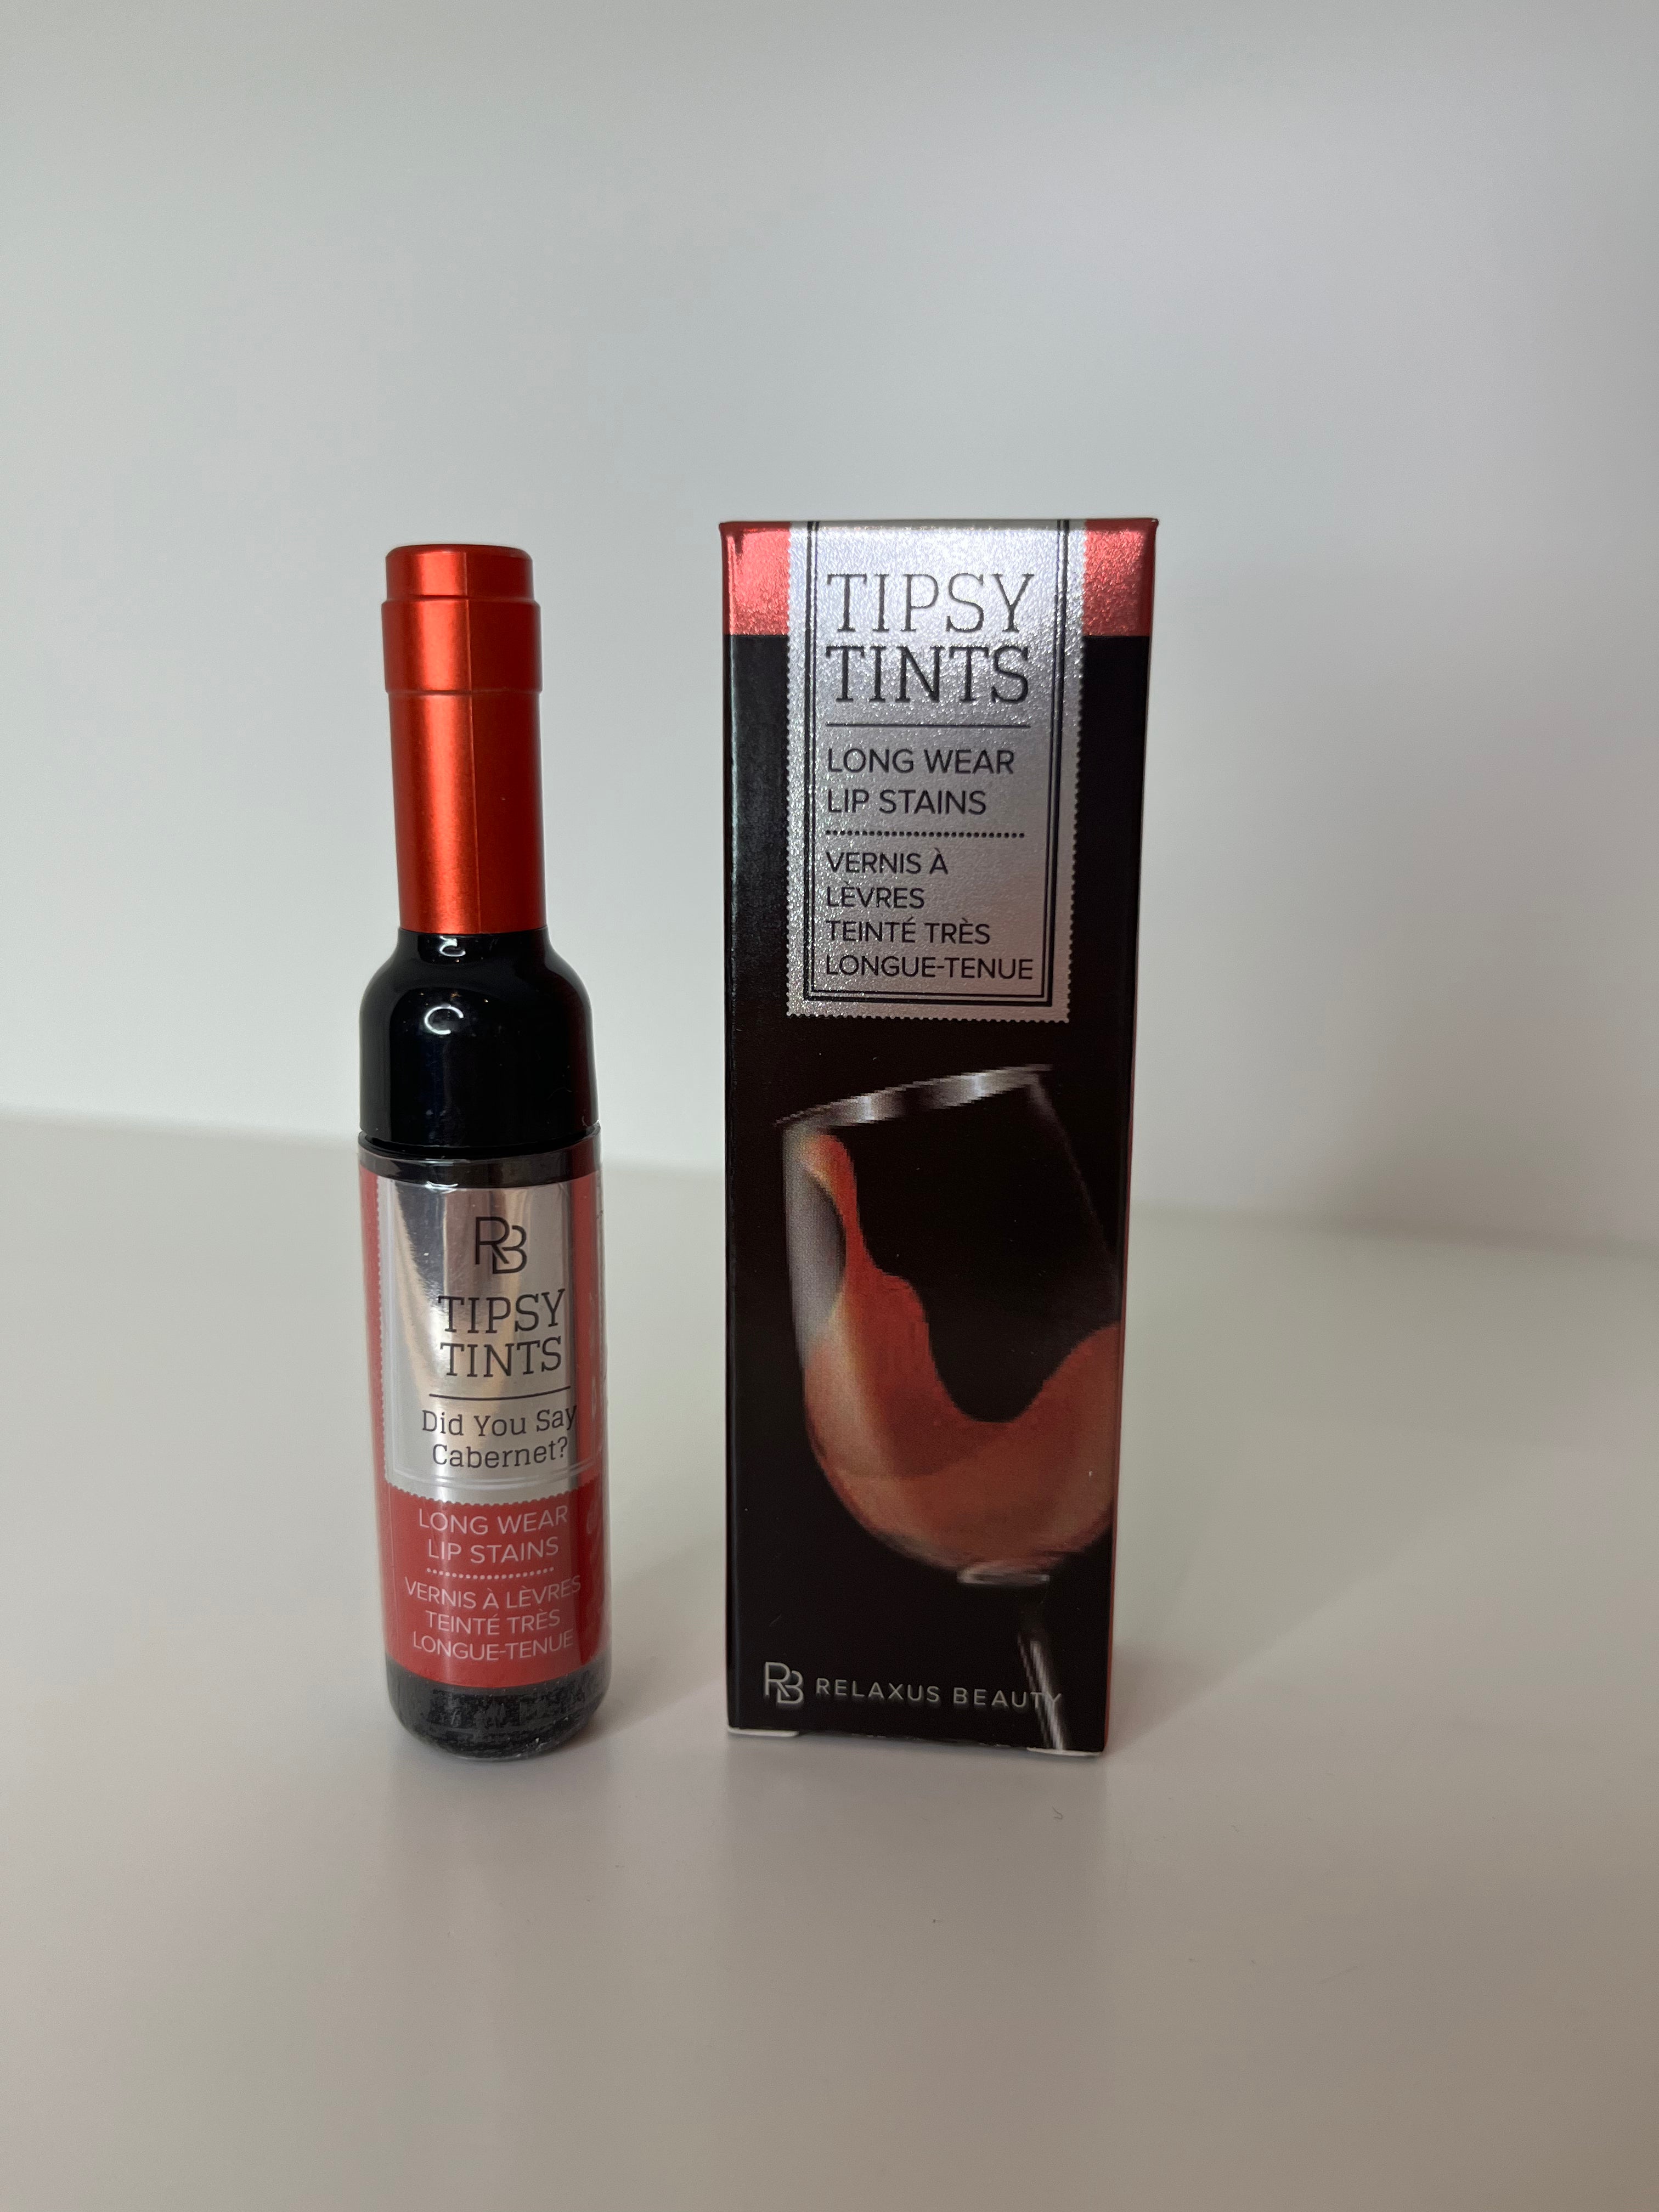 RB
TIPSY
TINTS
Did You Say
Cabernet?
LONG WEAR
LIP STAINS
VERNIS À LÈVRES
TEINTÉ TRÈS
LONGUE-TENUE
TIPSY
TINTS
LONG WEAR
LIP STAINS
VERNIS À
LÈVRES
TEINTÉ TRÈS
LONGUE-TENUE
RB RELAXUS BEAUTY